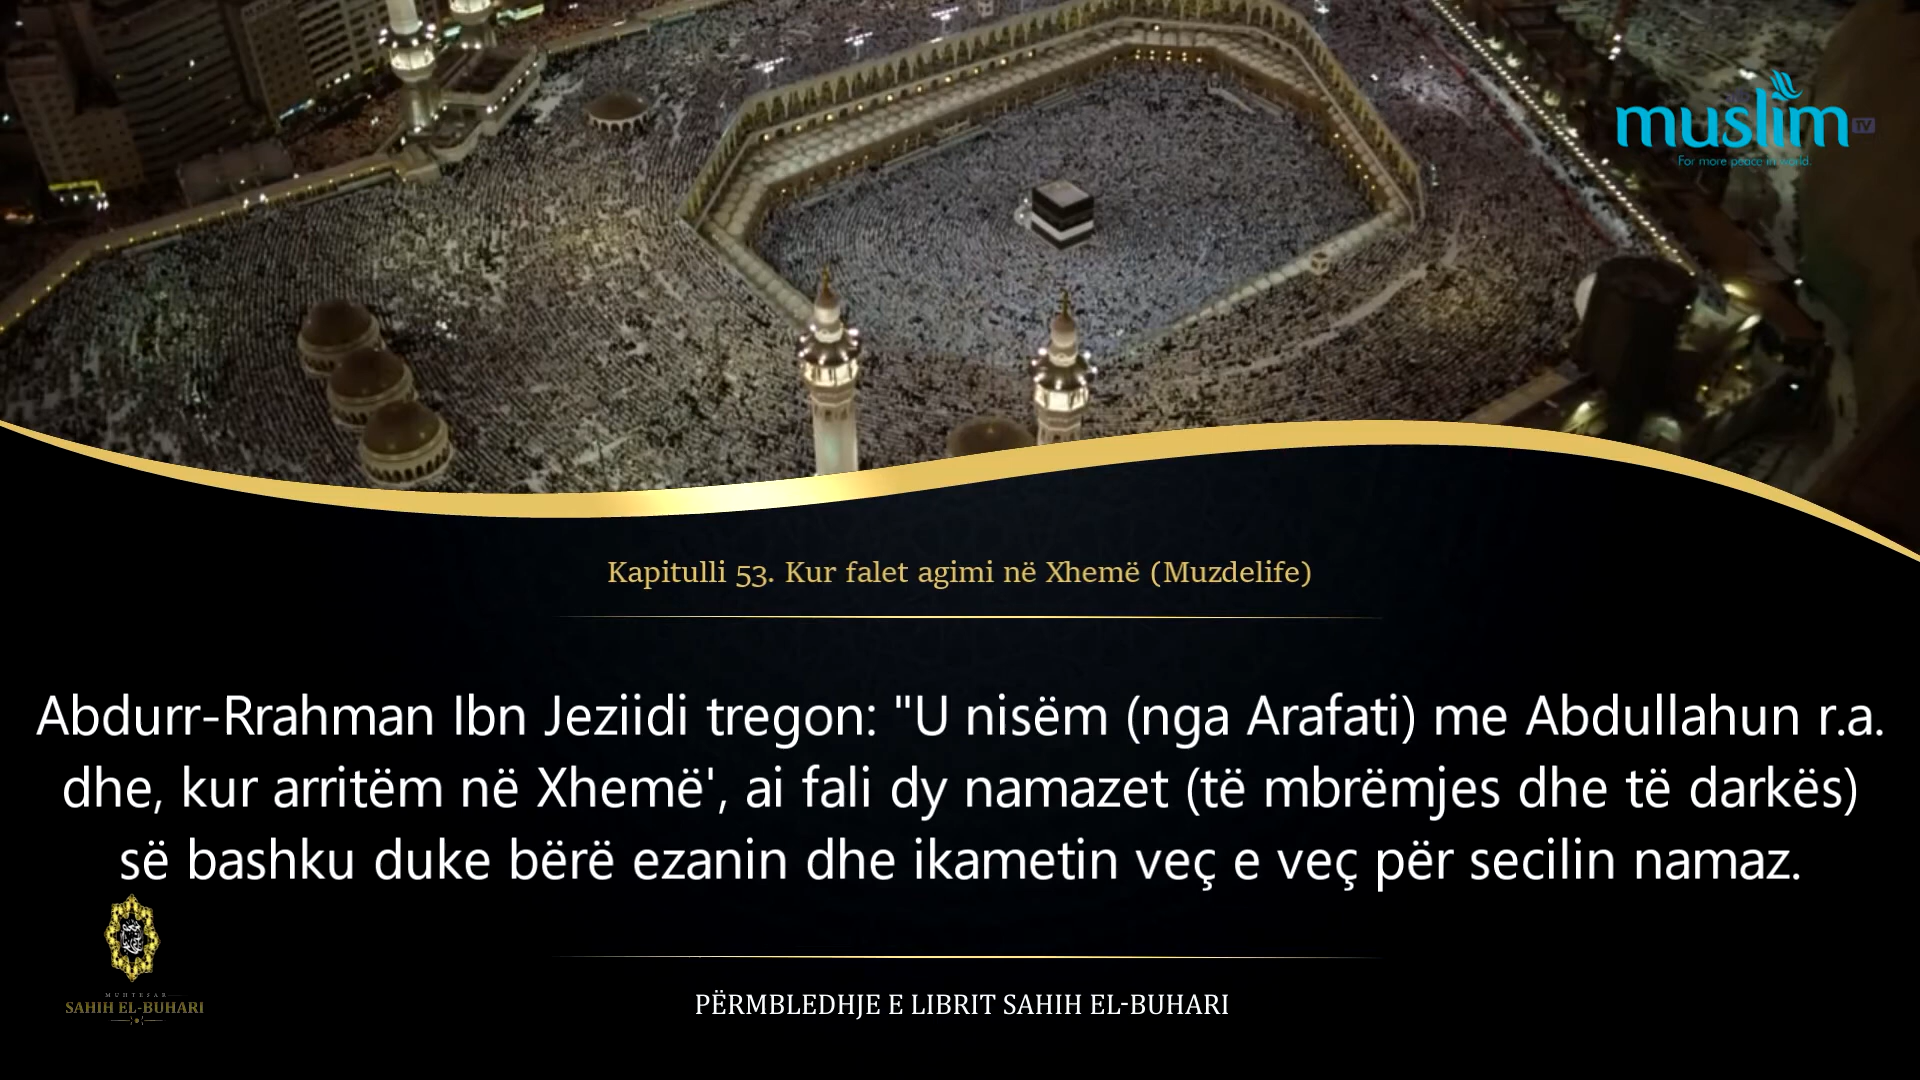 muslim TV
For more peace in world.
Kapitulli 53. Kur falet agimi në Xhemë (Muzdelife)
Abdurr-Rrahman Ibn Jeziidi tregon: "U nisëm (nga Arafati) me Abdullahun r.a.
dhe, kur arritëm në Xhemë', ai fali dy namazet (të mbrëmjes dhe të darkës)
së bashku duke bërë ezanin dhe ikametin veç e veç për secilin namaz.
MUHTESAR
SAHIH EL-BUHARI
PËRMBLEDHJE E LIBRIT SAHIH EL-BUHARI